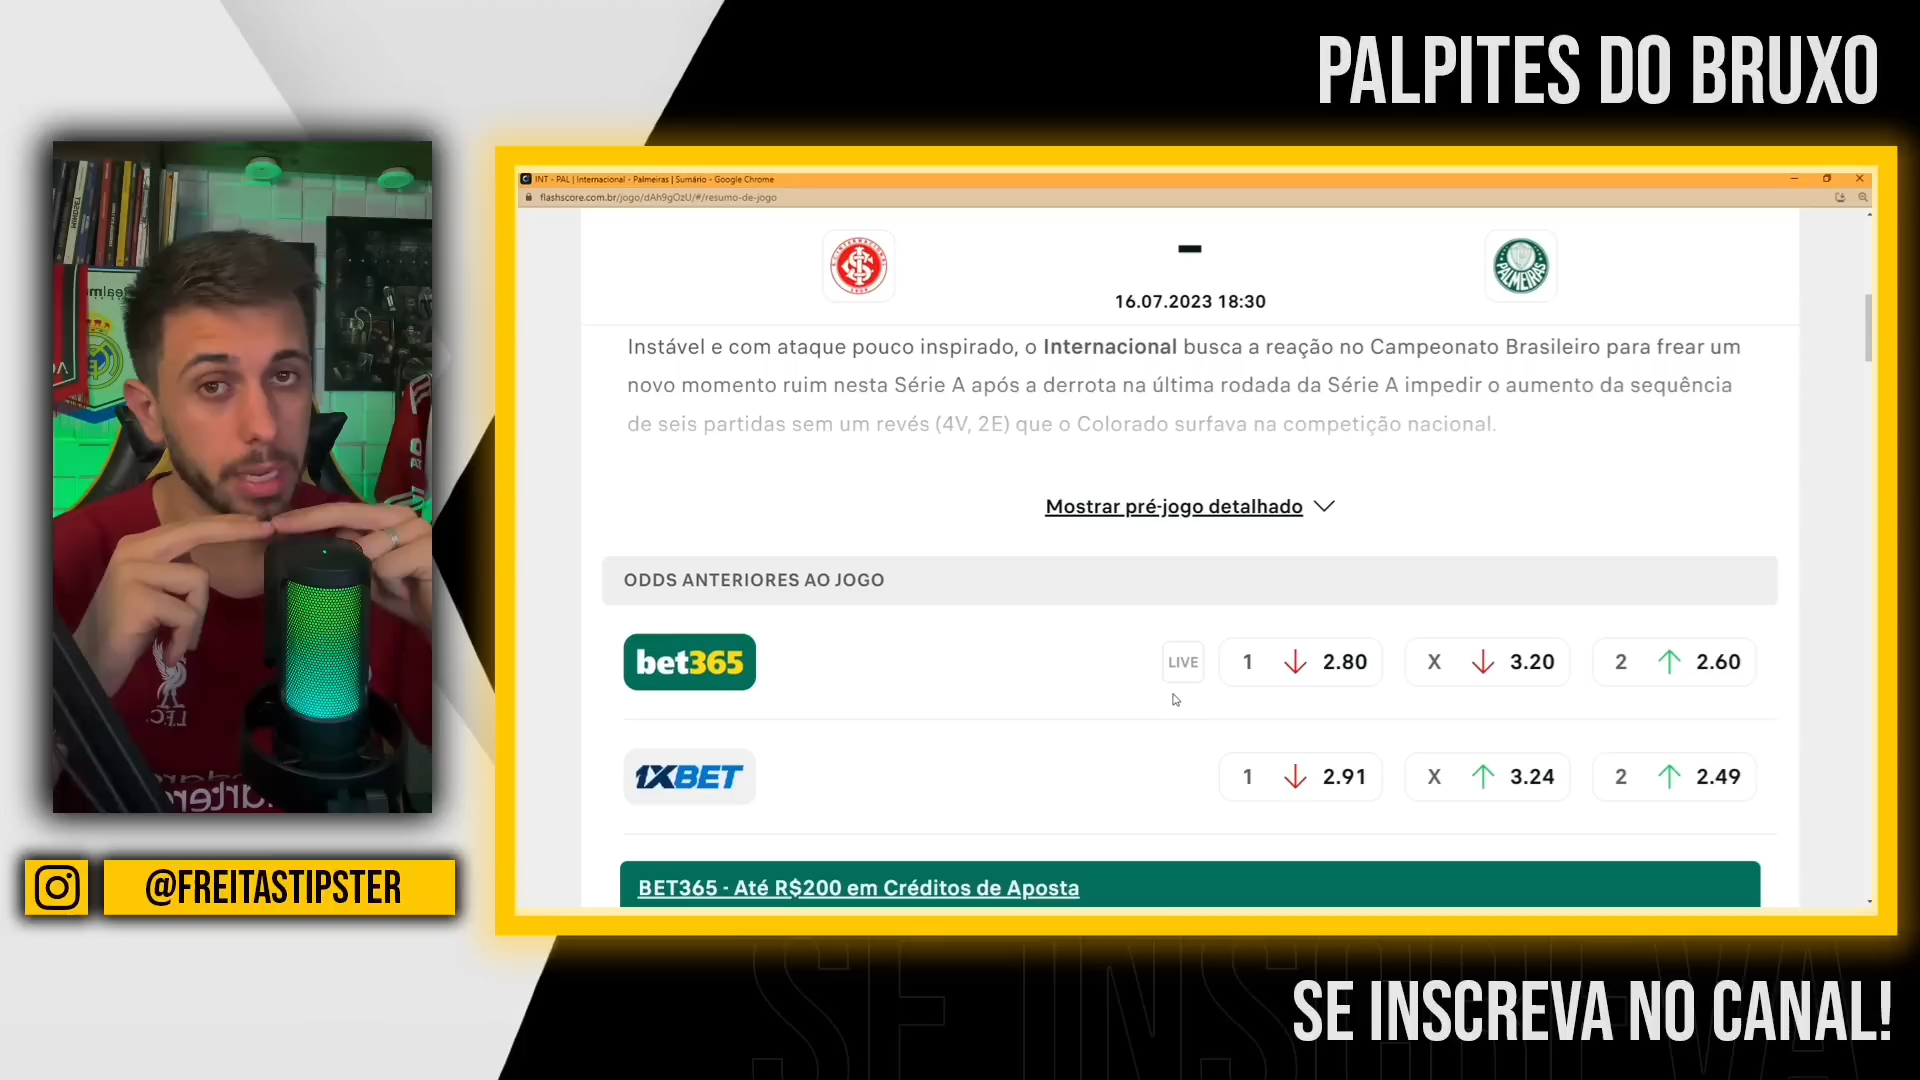 PALPITES DO BRUXO
INT - PAL | Internacional - Palmeiras | Sumário - Google Chrome
flashscore.com.br/jogo/dAh9gOzU/#/resumo-de-jogo
16.07.2023 18:30
PALMEIRAS
Instável e com ataque pouco inspirado, o Internacional busca a reação no Campeonato Brasileiro para frear um
novo momento ruim nesta Série A após a derrota na última rodada da Série A impedir o aumento da sequência
de seis partidas sem um revés (4V, 2E) que o Colorado surfava na competição nacional.
Mostrar pré-jogo detalhado
ODDS ANTERIORES AO JOGO
bet365 LIVE 1 2.80 X 3.20 2 2.60
1XBET 1 2.91 X 3.24 2 2.49
BET365 - Até R$200 em Créditos de Aposta
L.F.C.
@FREITASTIPSTER
SE INSCREVA NO CANAL!